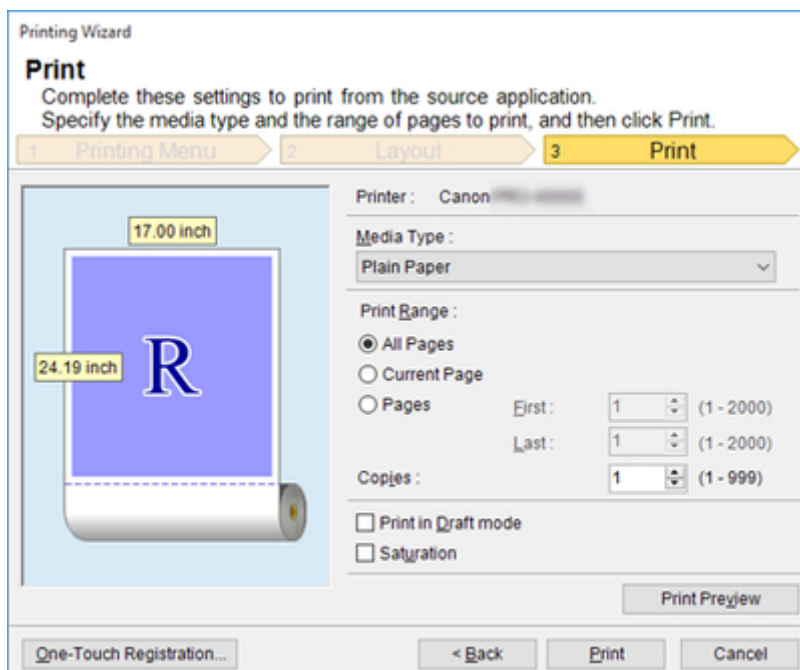 Printing Wizard
Print
Complete these settings to print from the source application.
Specify the media type and the range of pages to print, and then click Print.
1 Printing Menu 2 Layout 3 Print
Printer : Canon
17.00 inch
Media Type :
Plain Paper
Print Range :
All Pages
24.19 inch
R
Current Page
Pages First : 1 (1 - 2000)
Last : 1 (1 - 2000)
Copies : 1 (1 - 999)
Print in Draft mode
Saturation
Print Preview
One-Touch Registration... < Back Print Cancel